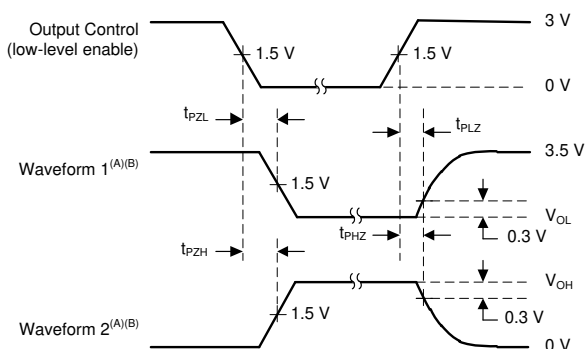 Output Control
(low-level enable)
1.5 V
1.5 V
3 V
0 V
tPZL
tPLZ
Waveform 1(A)(B)
1.5 V
3.5 V
VOL
0.3 V
tPZH
tPHZ
VOH
Waveform 2(A)(B)
1.5 V
0.3 V
0 V